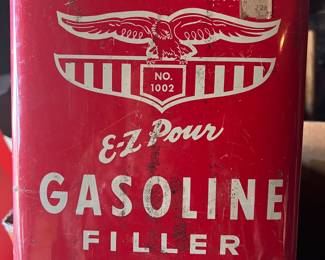 NO.
1002
E-Z Pour
GASOLINE
FILLER